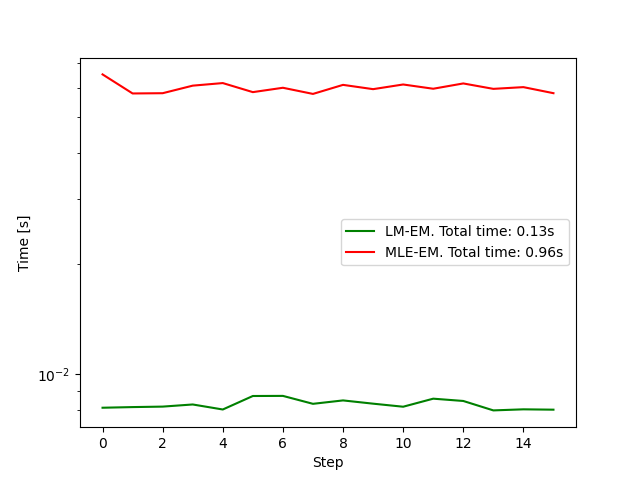 Time [s]
10⁻²
LM-EM. Total time: 0.13s
MLE-EM. Total time: 0.96s
0 2 4 6 8 10 12 14
Step